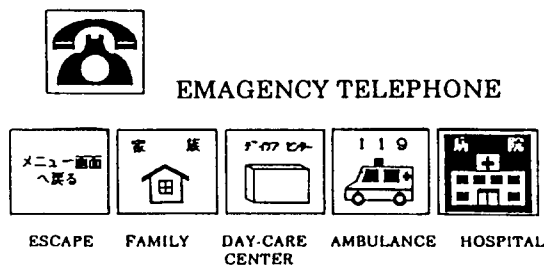 EMAGENCY TELEPHONE
メニュー画面
へ戻る
家 族
デイケア センター
119
病 院
ESCAPE
FAMILY
DAY-CARE
CENTER
AMBULANCE
HOSPITAL